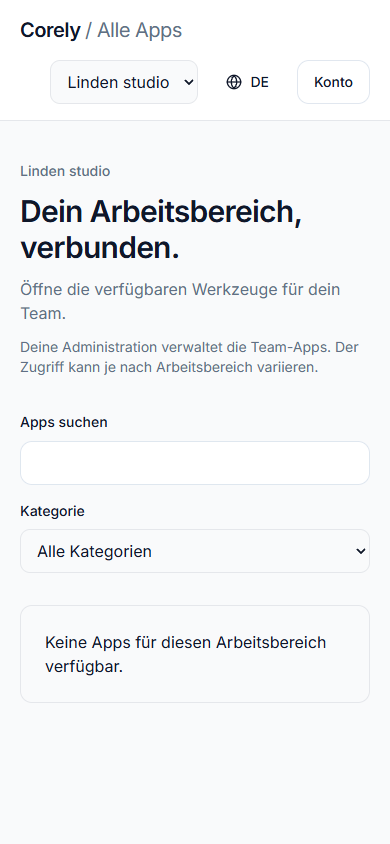 Corely / Alle Apps
Linden studio
DE
Konto
Linden studio
Dein Arbeitsbereich,
verbunden.
Öffne die verfügbaren Werkzeuge für dein
Team.
Deine Administration verwaltet die Team-Apps. Der
Zugriff kann je nach Arbeitsbereich variieren.
Apps suchen
Kategorie
Alle Kategorien
Keine Apps für diesen Arbeitsbereich
verfügbar.